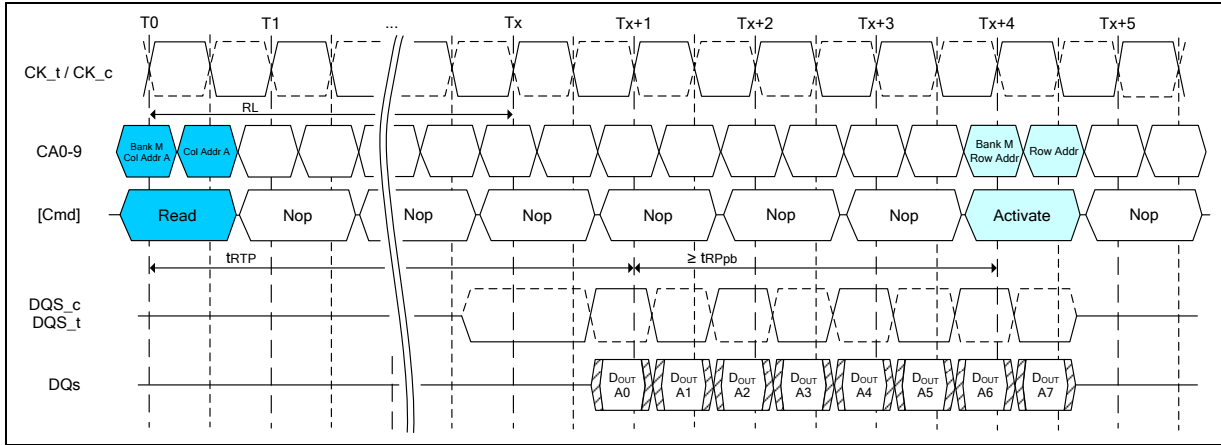 T0 T1 ... Tx Tx+1 Tx+2 Tx+3 Tx+4 Tx+5
CK_t / CK_c
RL
CA0-9
Bank M
Col Addr A
Col Addr A
Bank M
Row Addr
Row Addr
[Cmd] Read Nop Nop Nop Nop Nop Nop Activate Nop
tRTP ≥ tRPpb
DQS_c
DQS_t
DQs
DOUT
A0
DOUT
A1
DOUT
A2
DOUT
A3
DOUT
A4
DOUT
A5
DOUT
A6
DOUT
A7